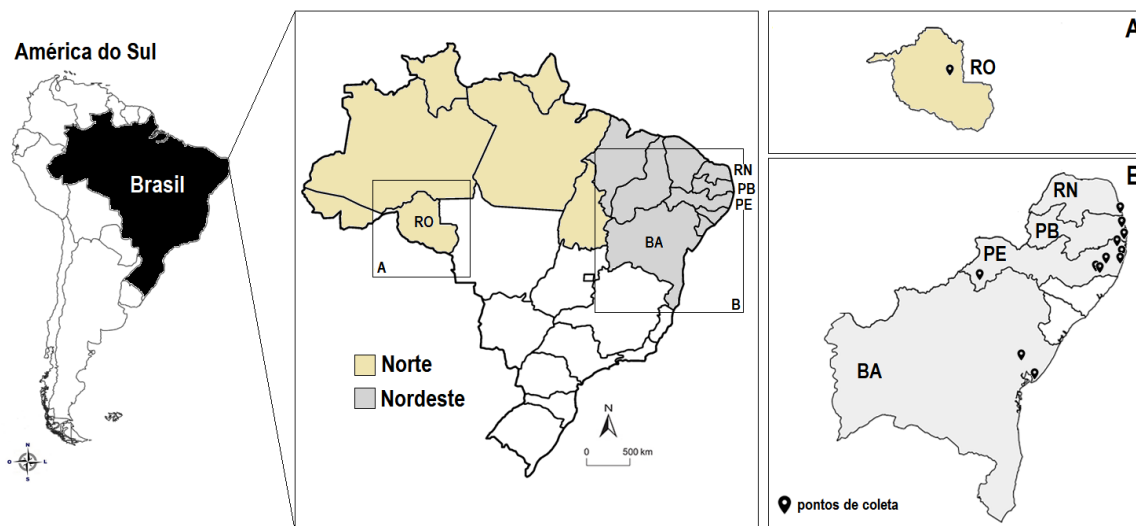 América do Sul
Brasil
N
O
L
S
RO
A
BA
RN
PB
PE
B
Norte
Nordeste
N
0
500 km
A
RO
RN
PB
PE
BA
pontos de coleta